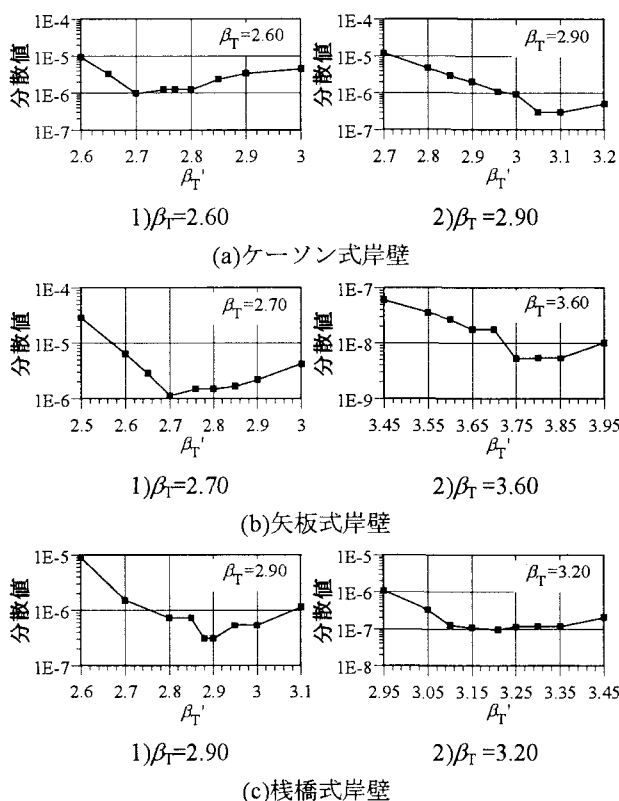 1E-4
1E-5
1E-6
1E-7
分散値
β_T=2.60
2.6 2.7 2.8 2.9 3
β_T'
1E-4
1E-5
1E-6
1E-7
分散値
β_T=2.90
2.7 2.8 2.9 3 3.1 3.2
β_T'
1)β_T=2.60 2)β_T=2.90
(a)ケーソン式岸壁
1E-4
1E-5
1E-6
分散値
β_T=2.70
2.5 2.6 2.7 2.8 2.9 3
β_T'
1E-7
1E-8
1E-9
分散値
β_T=3.60
3.45 3.55 3.65 3.75 3.85 3.95
β_T'
1)β_T=2.70 2)β_T =3.60
(b)矢板式岸壁
1E-5
1E-6
1E-7
分散値
β_T=2.90
2.6 2.7 2.8 2.9 3 3.1
β_T'
1E-5
1E-6
1E-7
1E-8
分散値
β_T=3.20
2.95 3.05 3.15 3.25 3.35 3.45
β_T'
1)β_T=2.90 2)β_T=3.20
(c)桟橋式岸壁